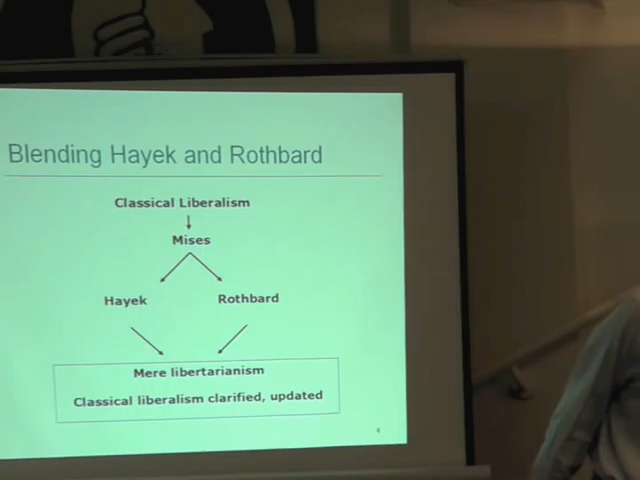 Blending Hayek and Rothbard
Classical Liberalism
Mises
Hayek Rothbard
Mere libertarianism
Classical liberalism clarified, updated